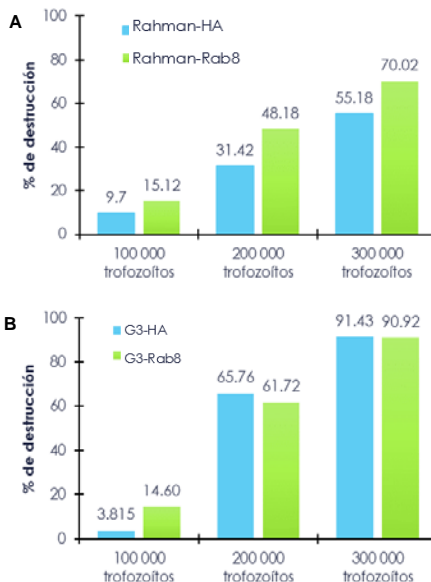 A
100
Rahman-HA
Rahman-Rab8
80
70.02
60
55.18
48.18
40
31.42
20
15.12
9.7
0
% de destrucción
100 000
trofozoítos
200 000
trofozoítos
300 000
trofozoítos
B
100
G3-HA
G3-Rab8
91.43
90.92
80
65.76
61.72
60
40
20
14.60
3.815
0
% de destrucción
100 000
trofozoítos
200 000
trofozoítos
300 000
trofozoítos